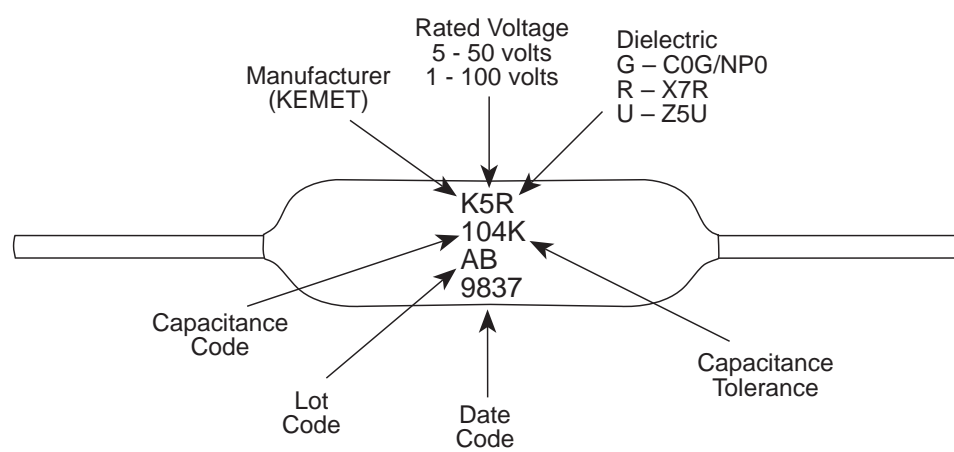 Rated Voltage
5 - 50 volts
1 - 100 volts
Dielectric
G – C0G/NP0
R – X7R
U – Z5U
Manufacturer
(KEMET)
K5R
104K
AB
9837
Capacitance
Code
Lot
Code
Date
Code
Capacitance
Tolerance